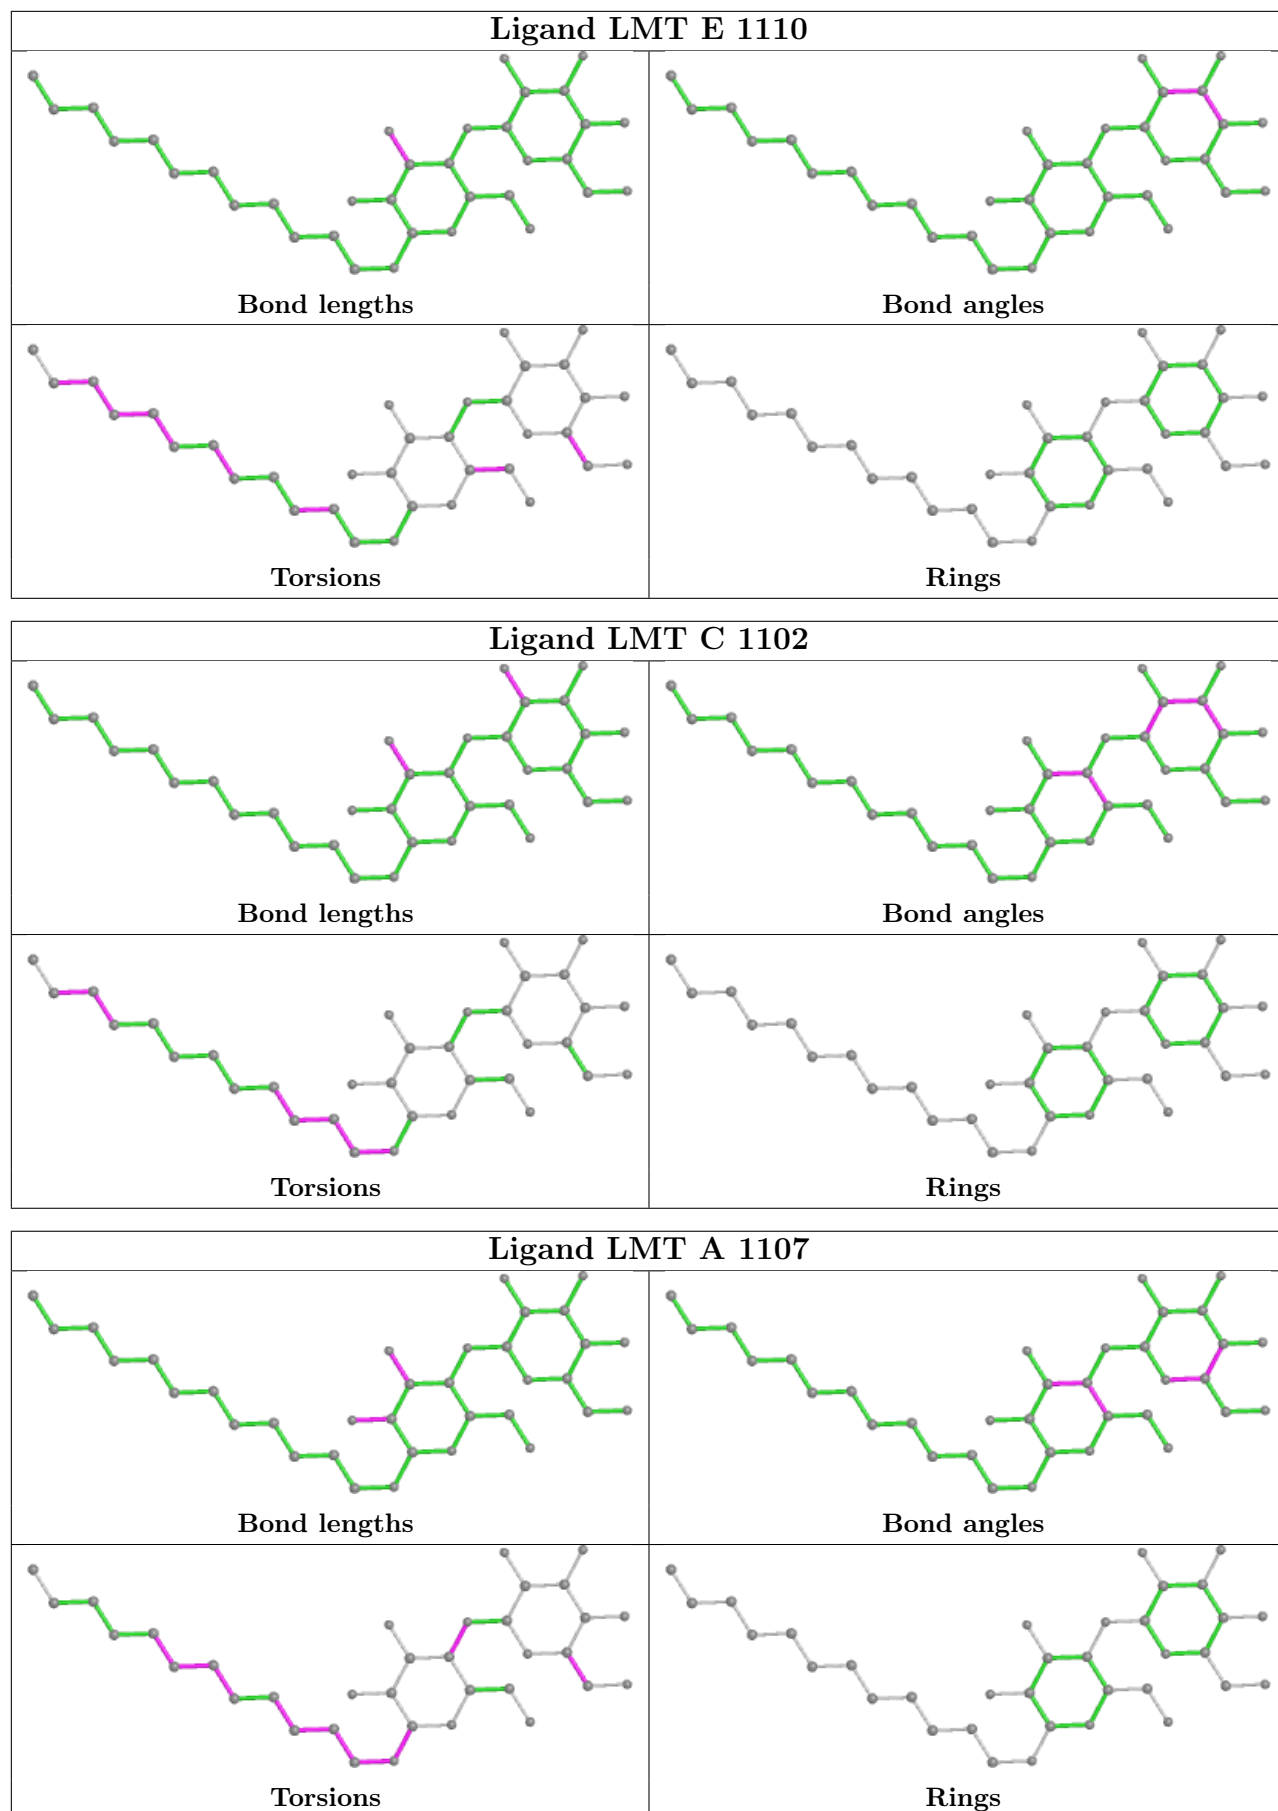 Ligand LMT E 1110
Bond lengths
Bond angles
Torsions
Rings
Ligand LMT C 1102
Bond lengths
Bond angles
Torsions
Rings
Ligand LMT A 1107
Bond lengths
Bond angles
Torsions
Rings